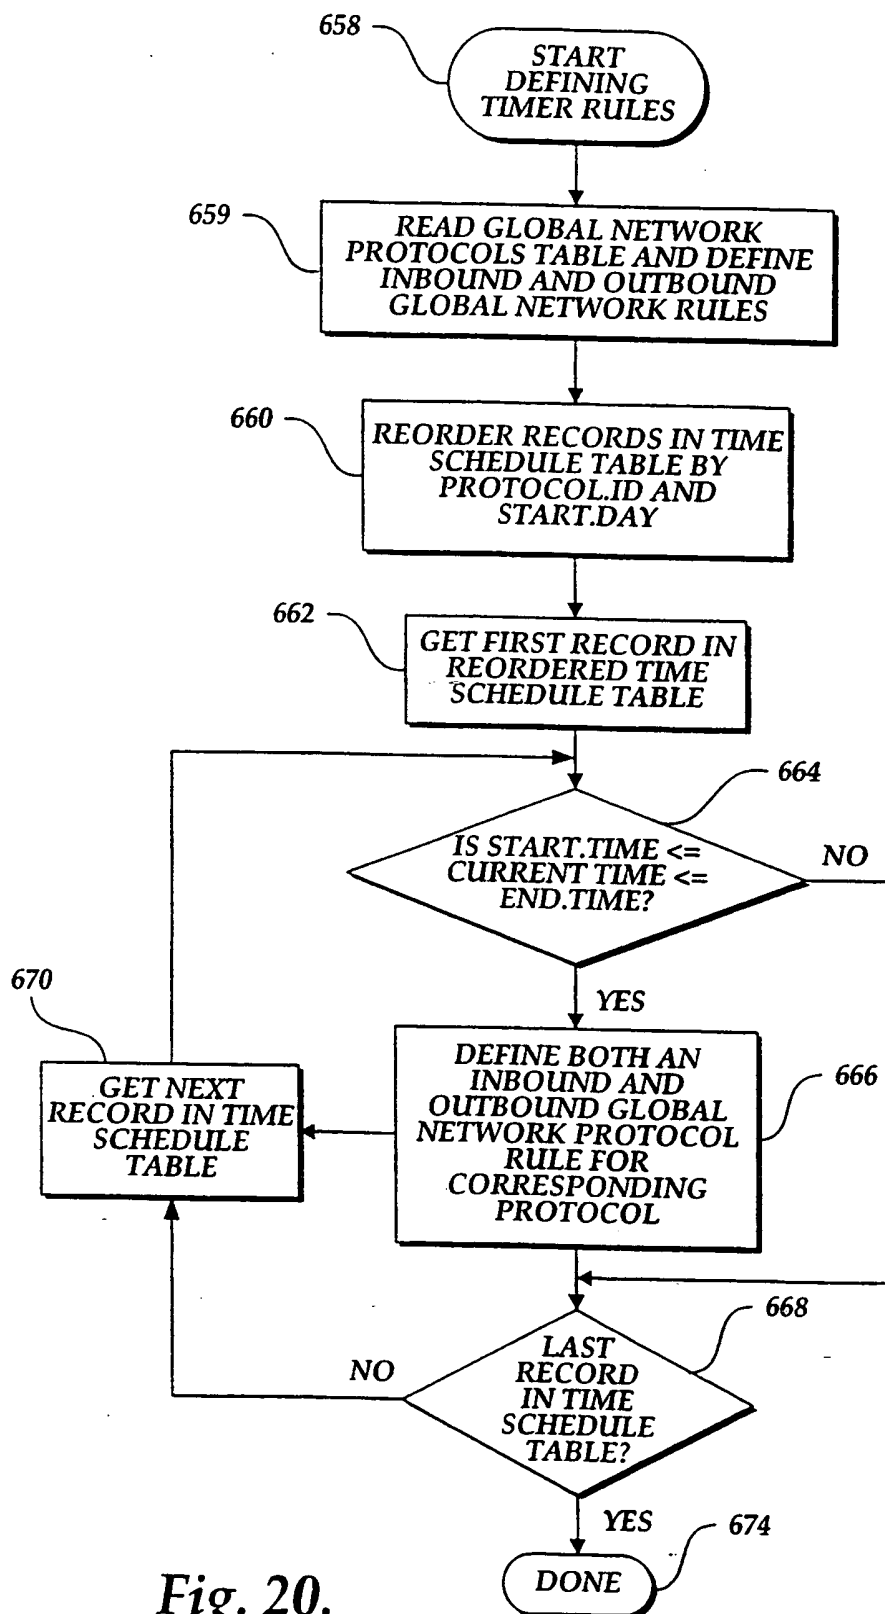 658
START
DEFINING
TIMER RULES
659
READ GLOBAL NETWORK
PROTOCOLS TABLE AND DEFINE
INBOUND AND OUTBOUND
GLOBAL NETWORK RULES
660
REORDER RECORDS IN TIME
SCHEDULE TABLE BY
PROTOCOL.ID AND
START.DAY
662
GET FIRST RECORD IN
REORDERED TIME
SCHEDULE TABLE
664
IS START.TIME <=
CURRENT TIME <=
END.TIME?
NO
YES
670
GET NEXT
RECORD IN TIME
SCHEDULE
TABLE
DEFINE BOTH AN
INBOUND AND
OUTBOUND GLOBAL
NETWORK PROTOCOL
RULE FOR
CORRESPONDING
PROTOCOL
666
668
NO
LAST
RECORD
IN TIME
SCHEDULE
TABLE?
YES
674
DONE
Fig. 20.